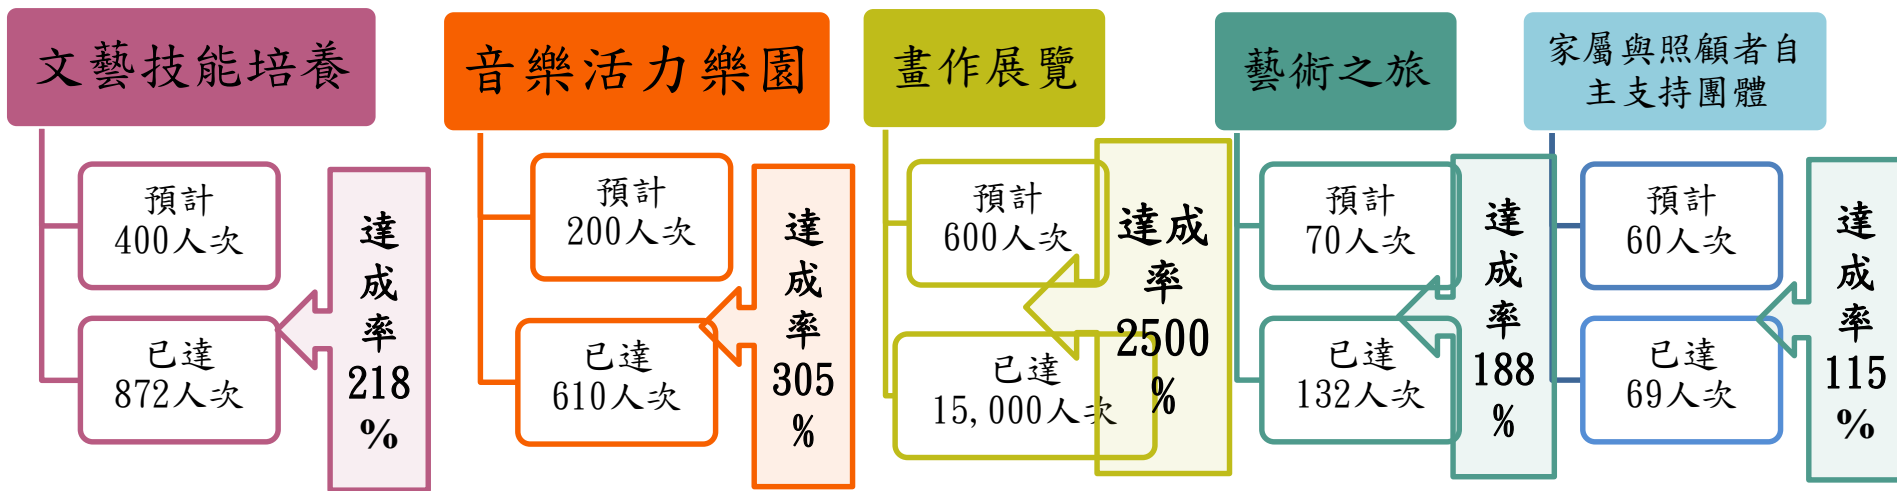 文藝技能培養
預計
400人次
已達
872人次
達
成
率
218
%
音樂活力樂園
預計
200人次
已達
610人次
達
成
率
305
%
畫作展覽
預計
600人次
已達
15,000人次
達成
率
2500
%
藝術之旅
預計
70人次
已達
132人次
達
成
率
188
%
家屬與照顧者自
主支持團體
預計
60人次
已達
69人次
達
成
率
115
%